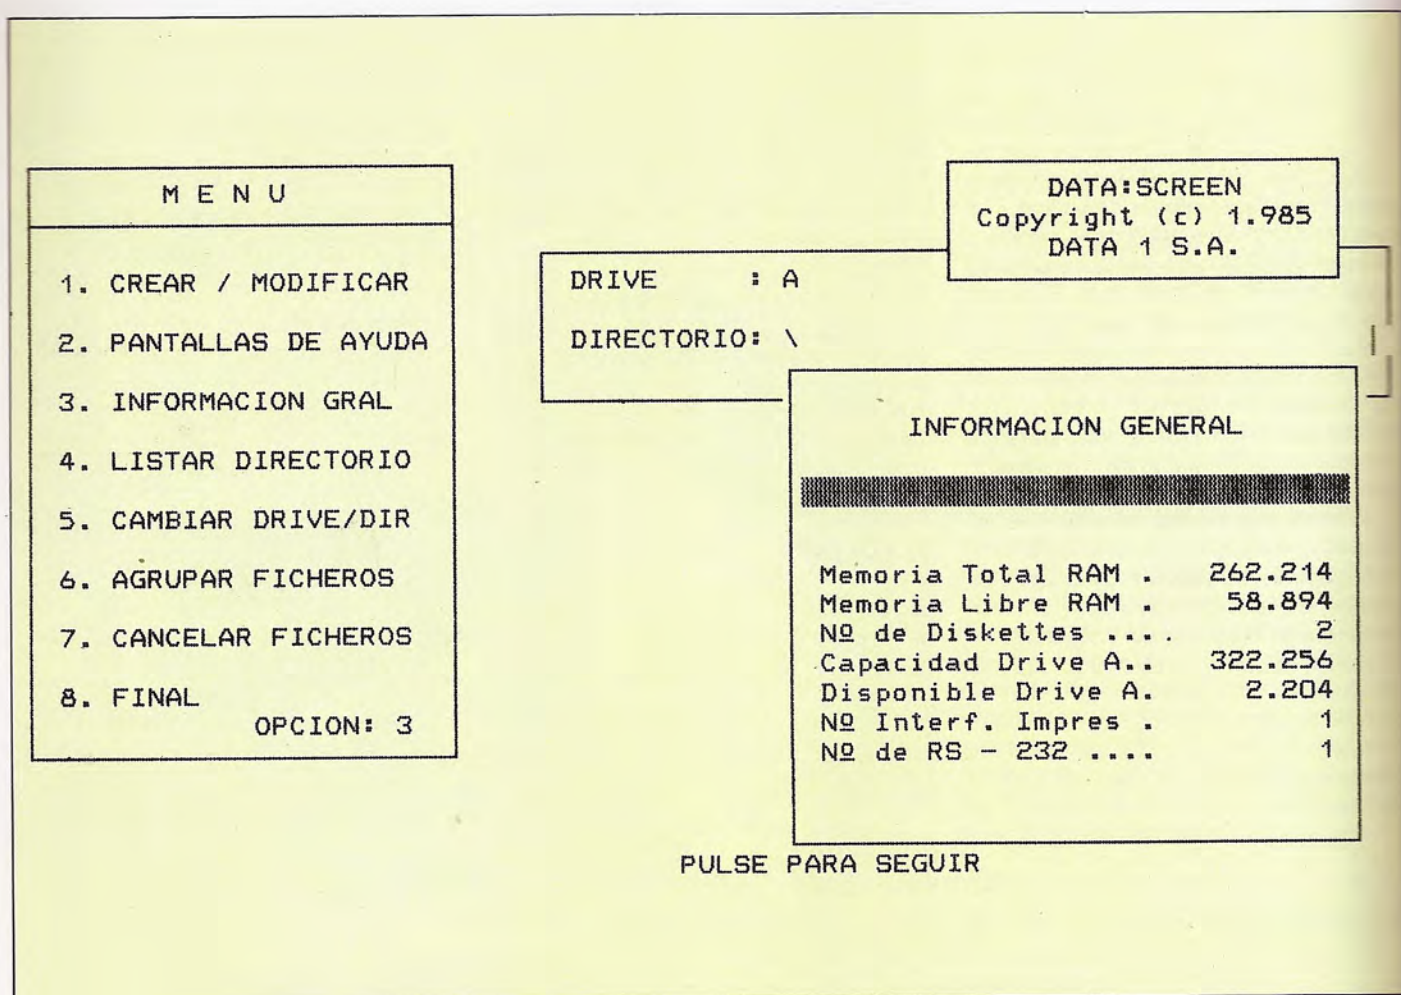 M E N U
1. CREAR / MODIFICAR
2. PANTALLAS DE AYUDA
3. INFORMACION GRAL
4. LISTAR DIRECTORIO
5. CAMBIAR DRIVE/DIR
6. AGRUPAR FICHEROS
7. CANCELAR FICHEROS
8. FINAL
OPCION: 3
DATA:SCREEN
Copyright (c) 1.985
DATA 1 S.A.
DRIVE : A
DIRECTORIO: \
INFORMACION GENERAL
Memoria Total RAM . 262.214
Memoria Libre RAM . 58.894
Nº de Diskettes .... 2
Capacidad Drive A.. 322.256
Disponible Drive A. 2.204
Nº Interf. Impres . 1
Nº de RS - 232 .... 1
PULSE PARA SEGUIR